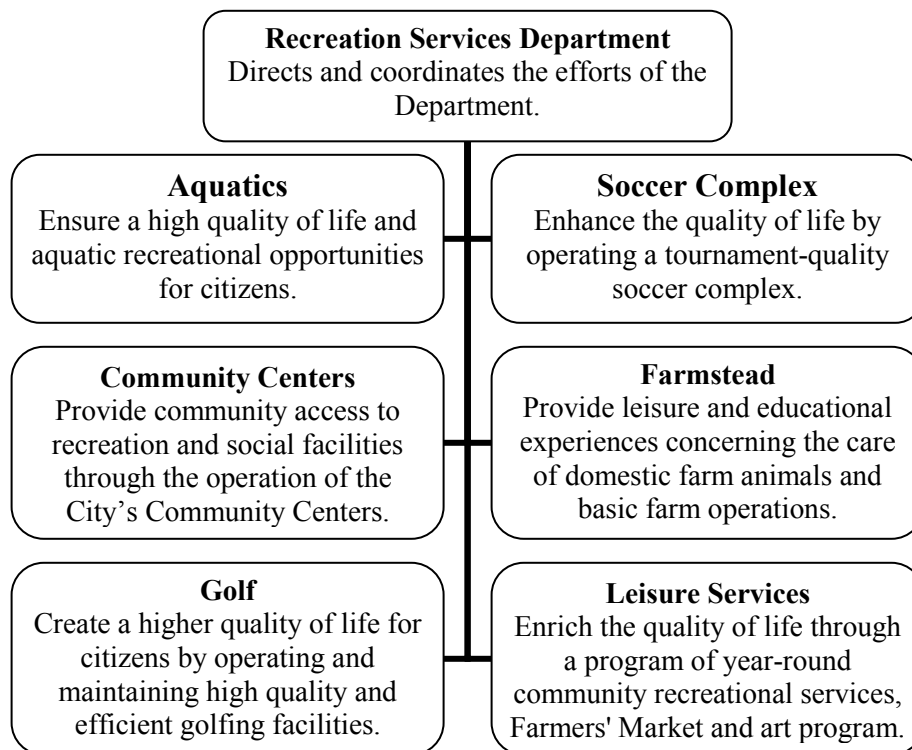 Recreation Services Department
Directs and coordinates the efforts of the
Department.
Aquatics
Ensure a high quality of life and
aquatic recreational opportunities
for citizens.
Soccer Complex
Enhance the quality of life by
operating a tournament-quality
soccer complex.
Community Centers
Provide community access to
recreation and social facilities
through the operation of the
City’s Community Centers.
Farmstead
Provide leisure and educational
experiences concerning the care
of domestic farm animals and
basic farm operations.
Golf
Create a higher quality of life for
citizens by operating and
maintaining high quality and
efficient golfing facilities.
Leisure Services
Enrich the quality of life through
a program of year-round
community recreational services,
Farmers' Market and art program.